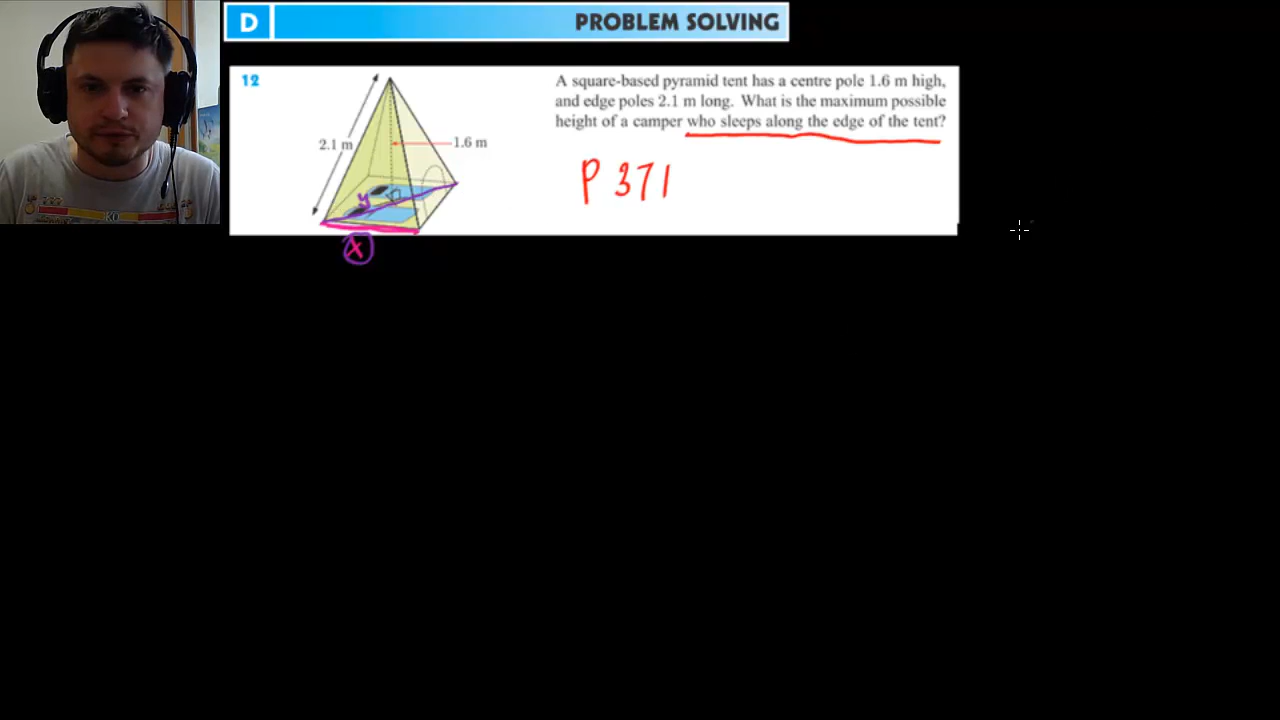 D PROBLEM SOLVING
12
A square-based pyramid tent has a centre pole 1.6 m high,
and edge poles 2.1 m long. What is the maximum possible
height of a camper who sleeps along the edge of the tent?
2.1 m
1.6 m
P 371
y
x
KO